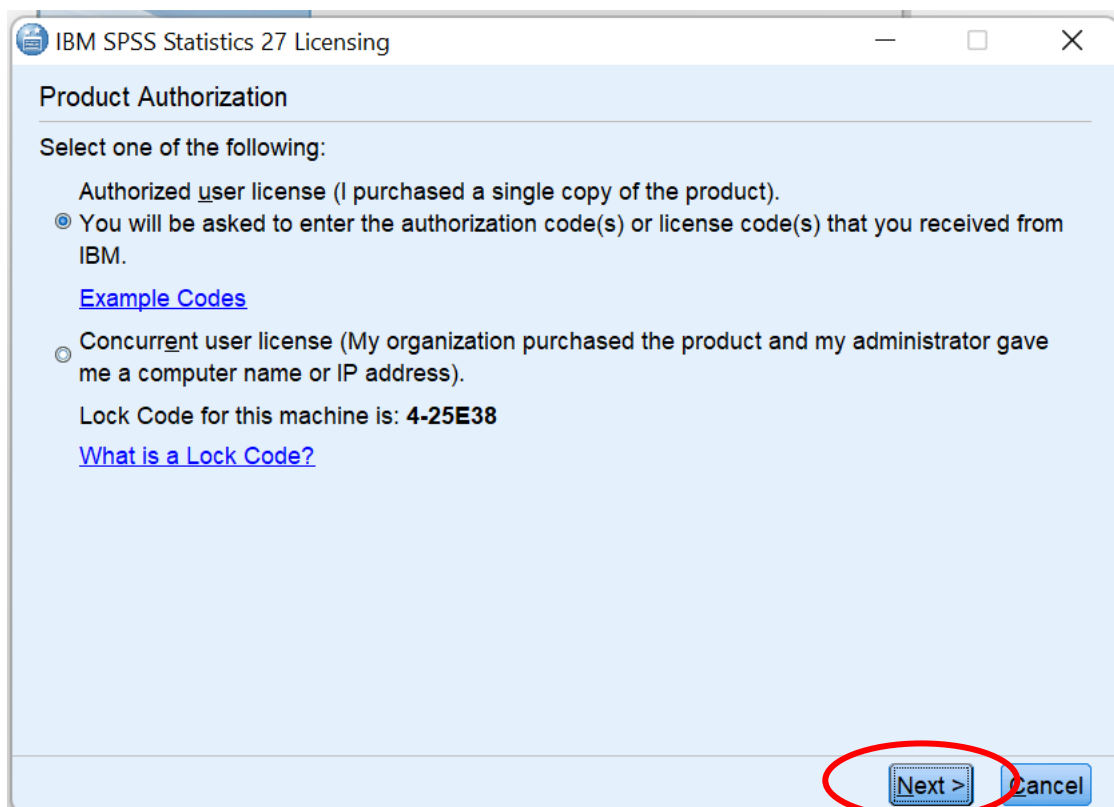 IBM SPSS Statistics 27 Licensing
Product Authorization
Select one of the following:
Authorized user license (I purchased a single copy of the product).
You will be asked to enter the authorization code(s) or license code(s) that you received from
IBM.
Example Codes
Concurrent user license (My organization purchased the product and my administrator gave
me a computer name or IP address).
Lock Code for this machine is: 4-25E38
What is a Lock Code?
Next >
Cancel